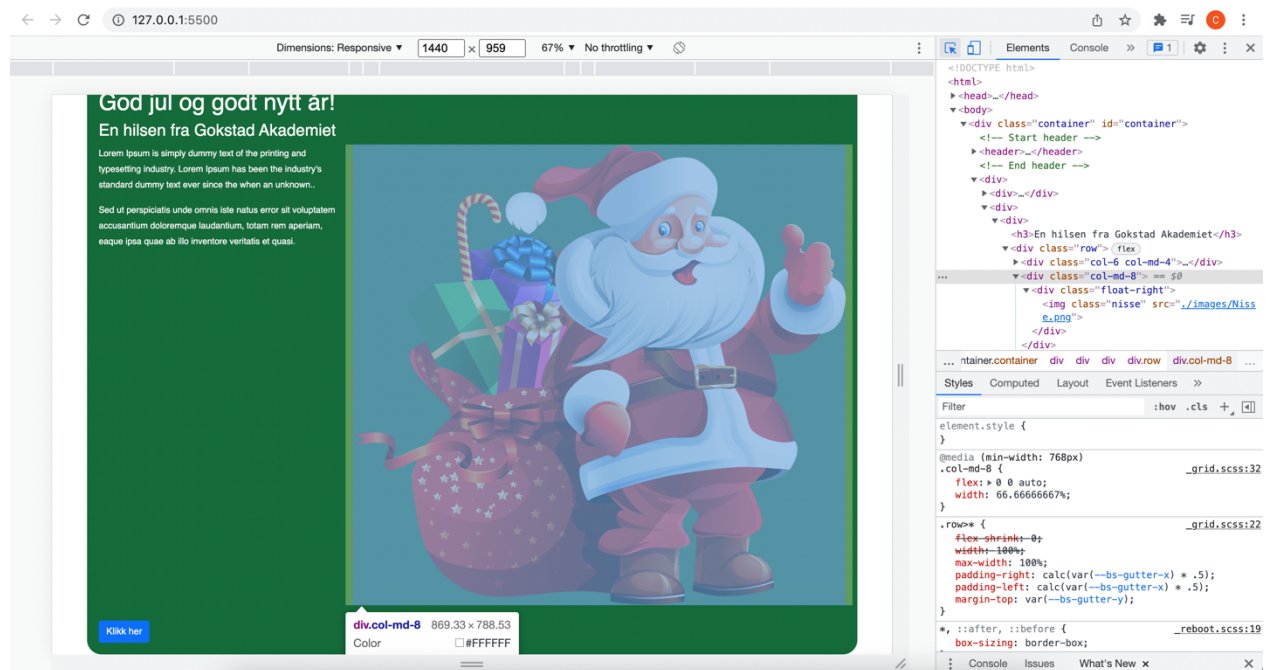 127.0.0.1:5500
C
Dimensions: Responsive ▼ 1440 × 959 67% ▼ No throttling ▼
Elements Console » 1
God jul og godt nytt år!
En hilsen fra Gokstad Akademiet
Lorem Ipsum is simply dummy text of the printing and
typesetting industry. Lorem Ipsum has been the industry's
standard dummy text ever since the when an unknown..
Sed ut perspiciatis unde omnis iste natus error sit voluptatem
accusantium doloremque laudantium, totam rem aperiam,
eaque ipsa quae ab illo inventore veritatis et quasi.
Klikk her
div.col-md-8 869.33 × 788.53
Color #FFFFFF
<!DOCTYPE html>
<html>
▶<head>…</head>
▼<body>
▼<div class="container" id="container">
<!-- Start header -->
▶<header>…</header>
<!-- End header -->
▼<div>
▶<div>…</div>
▼<div>
▼<div>
<h3>En hilsen fra Gokstad Akademiet</h3>
▼<div class="row"> flex
▶<div class="col-6 col-md-4">…</div>
… ▼<div class="col-md-8"> == $0
▼<div class="float-right">
<img class="nisse" src="./images/Niss
e.png">
</div>
</div>
… ntainer.container div div div div.row div.col-md-8 …
Styles Computed Layout Event Listeners »
Filter :hov .cls +
element.style {
}
@media (min-width: 768px)
.col-md-8 { _grid.scss:32
flex: ▶ 0 0 auto;
width: 66.66666667%;
}
.row>* { _grid.scss:22
flex-shrink: 0;
width: 100%;
max-width: 100%;
padding-right: calc(var(--bs-gutter-x) * .5);
padding-left: calc(var(--bs-gutter-x) * .5);
margin-top: var(--bs-gutter-y);
}
*, ::after, ::before { _reboot.scss:19
box-sizing: border-box;
Console Issues What's New ×